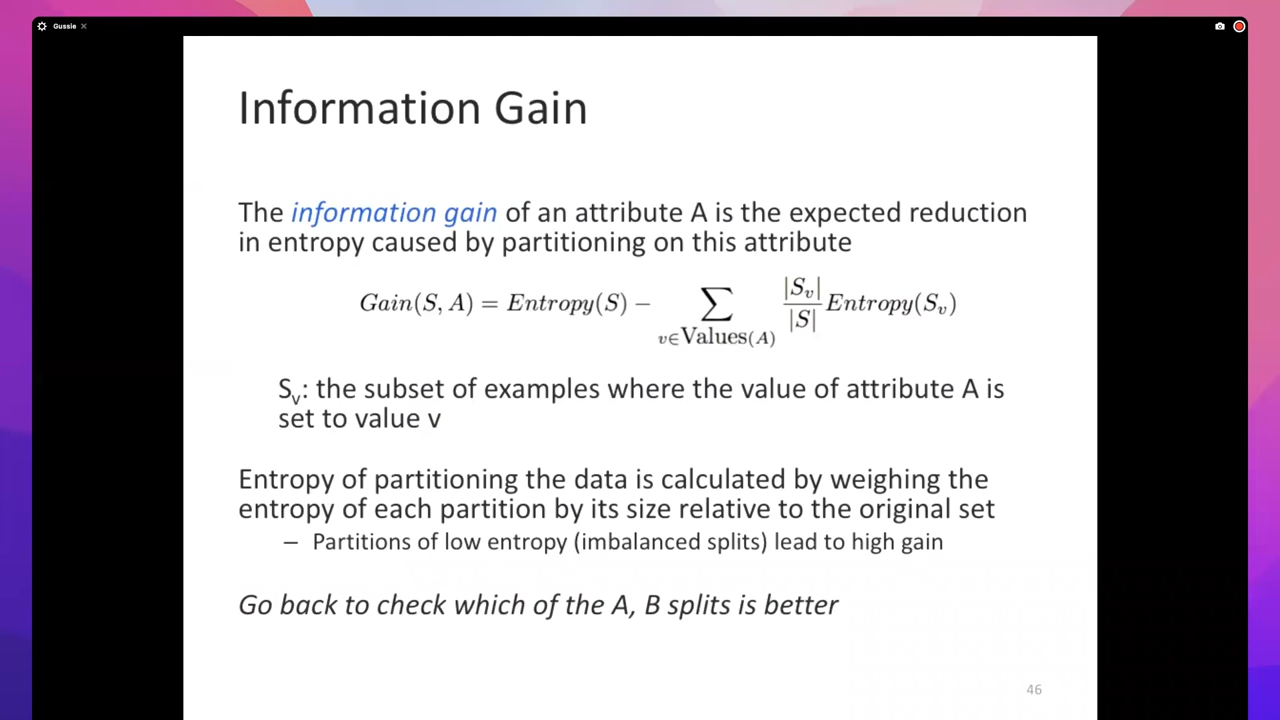 Gussie
Information Gain
The information gain of an attribute A is the expected reduction
in entropy caused by partitioning on this attribute
Gain(S, A) = Entropy(S) − ∑_{v∈Values(A)} |S_v|/|S| Entropy(S_v)
S_v: the subset of examples where the value of attribute A is
set to value v
Entropy of partitioning the data is calculated by weighing the
entropy of each partition by its size relative to the original set
– Partitions of low entropy (imbalanced splits) lead to high gain
Go back to check which of the A, B splits is better
46